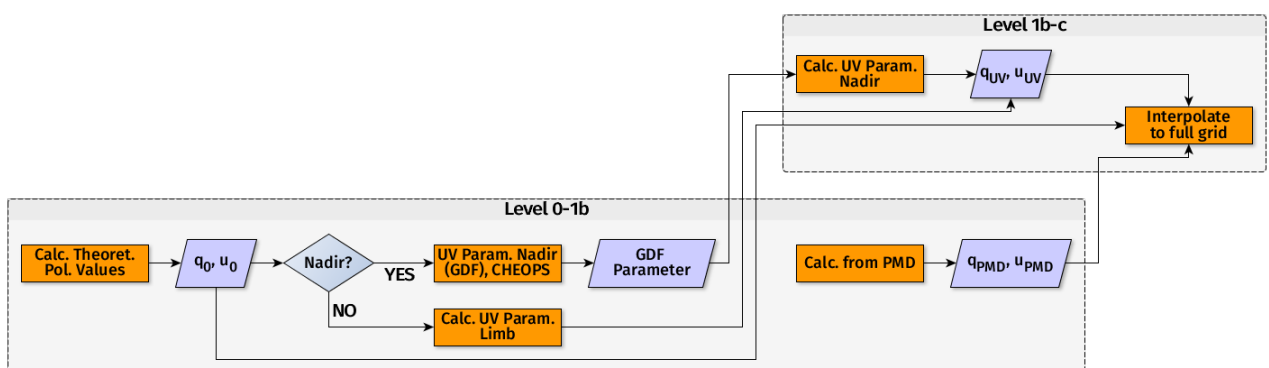 Level 1b-c
Calc. UV Param.
Nadir
qUV, uUV
Interpolate
to full grid
Level 0-1b
Calc. Theoret.
Pol. Values
q0, u0
Nadir?
YES
NO
UV Param. Nadir
(GDF), CHEOPS
GDF
Parameter
Calc. UV Param.
Limb
Calc. from PMD
qPMD, uPMD